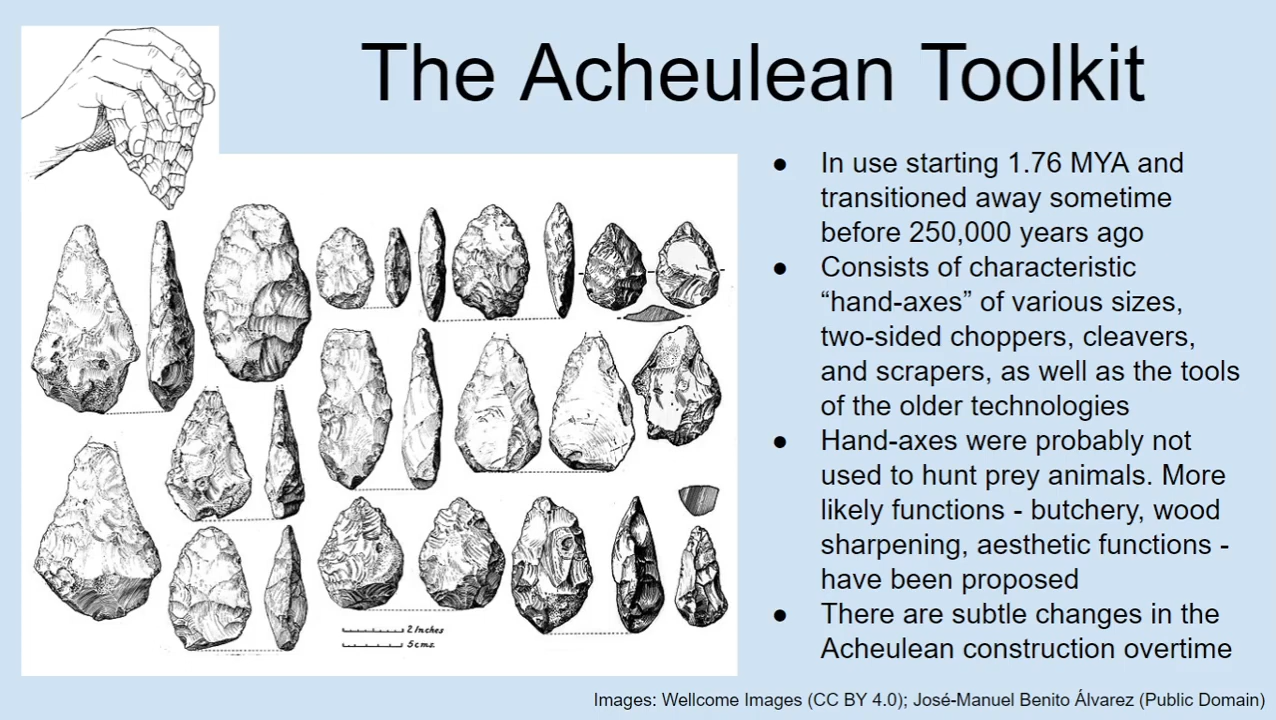 The Acheulean Toolkit
● In use starting 1.76 MYA and
transitioned away sometime
before 250,000 years ago
● Consists of characteristic
“hand-axes” of various sizes,
two-sided choppers, cleavers,
and scrapers, as well as the tools
of the older technologies
● Hand-axes were probably not
used to hunt prey animals. More
likely functions - butchery, wood
sharpening, aesthetic functions -
have been proposed
● There are subtle changes in the
Acheulean construction overtime
2 Inches
5 cms.
Images: Wellcome Images (CC BY 4.0); José-Manuel Benito Álvarez (Public Domain)